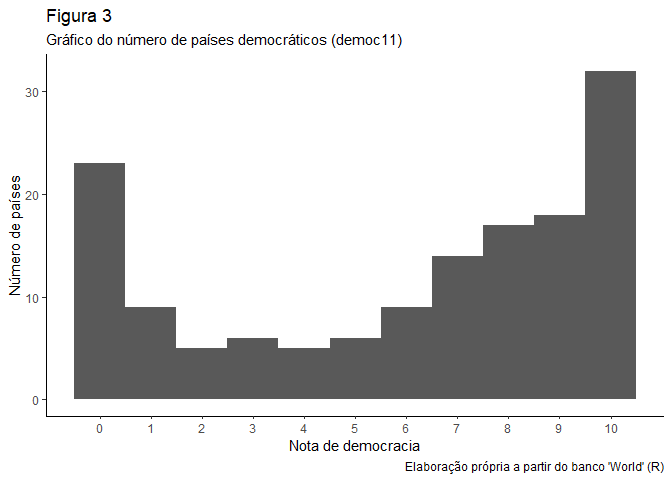 Figura 3
Gráfico do número de países democráticos (democ11)
30
20
10
0
Número de países
0 1 2 3 4 5 6 7 8 9 10
Nota de democracia
Elaboração própria a partir do banco 'World' (R)